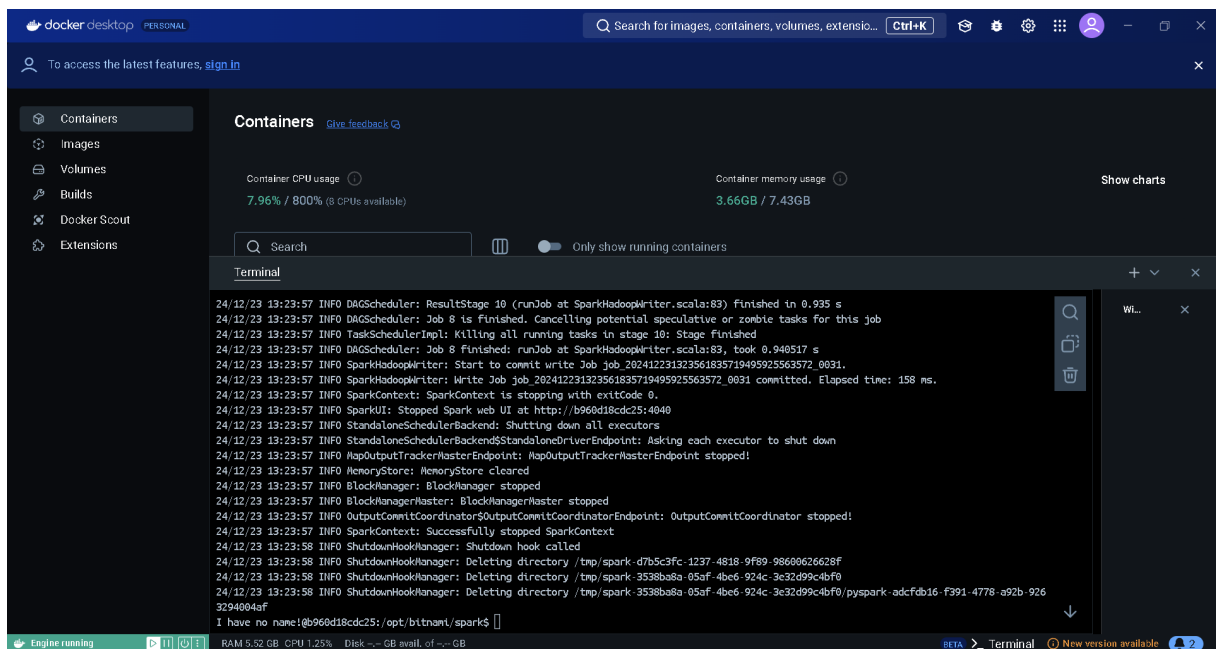 docker desktop PERSONAL
Search for images, containers, volumes, extensio... Ctrl+K
To access the latest features, sign in
Containers
Images
Volumes
Builds
Docker Scout
Extensions
Containers Give feedback
Container CPU usage
7.96% / 800% (8 CPUs available)
Container memory usage
3.66GB / 7.43GB
Show charts
Search
Only show running containers
Terminal
24/12/23 13:23:57 INFO DAGScheduler: ResultStage 10 (runJob at SparkHadoopWriter.scala:83) finished in 0.935 s
24/12/23 13:23:57 INFO DAGScheduler: Job 8 is finished. Cancelling potential speculative or zombie tasks for this job
24/12/23 13:23:57 INFO TaskSchedulerImpl: Killing all running tasks in stage 10: Stage finished
24/12/23 13:23:57 INFO DAGScheduler: Job 8 finished: runJob at SparkHadoopWriter.scala:83, took 0.940517 s
24/12/23 13:23:57 INFO SparkHadoopWriter: Start to commit write Job job_202412231323561835719495925563572_0031.
24/12/23 13:23:57 INFO SparkHadoopWriter: Write Job job_202412231323561835719495925563572_0031 committed. Elapsed time: 158 ms.
24/12/23 13:23:57 INFO SparkContext: SparkContext is stopping with exitCode 0.
24/12/23 13:23:57 INFO SparkUI: Stopped Spark web UI at http://b960d18cdc25:4040
24/12/23 13:23:57 INFO StandaloneSchedulerBackend: Shutting down all executors
24/12/23 13:23:57 INFO StandaloneSchedulerBackend$StandaloneDriverEndpoint: Asking each executor to shut down
24/12/23 13:23:57 INFO MapOutputTrackerMasterEndpoint: MapOutputTrackerMasterEndpoint stopped!
24/12/23 13:23:57 INFO MemoryStore: MemoryStore cleared
24/12/23 13:23:57 INFO BlockManager: BlockManager stopped
24/12/23 13:23:57 INFO BlockManagerMaster: BlockManagerMaster stopped
24/12/23 13:23:57 INFO OutputCommitCoordinator$OutputCommitCoordinatorEndpoint: OutputCommitCoordinator stopped!
24/12/23 13:23:57 INFO SparkContext: Successfully stopped SparkContext
24/12/23 13:23:58 INFO ShutdownHookManager: Shutdown hook called
24/12/23 13:23:58 INFO ShutdownHookManager: Deleting directory /tmp/spark-d7b5c3fc-1237-4818-9f89-98600626628f
24/12/23 13:23:58 INFO ShutdownHookManager: Deleting directory /tmp/spark-3538ba8a-05af-4be6-924c-3e32d99c4bf0
24/12/23 13:23:58 INFO ShutdownHookManager: Deleting directory /tmp/spark-3538ba8a-05af-4be6-924c-3e32d99c4bf0/pyspark-adcfdb16-f391-4778-a92b-926
3294004af
I have no name!@b960d18cdc25:/opt/bitnami/spark$
Wi...
Engine running
RAM 5.52 GB CPU 1.25% Disk --.-- GB avail. of --.-- GB
BETA Terminal New version available 2